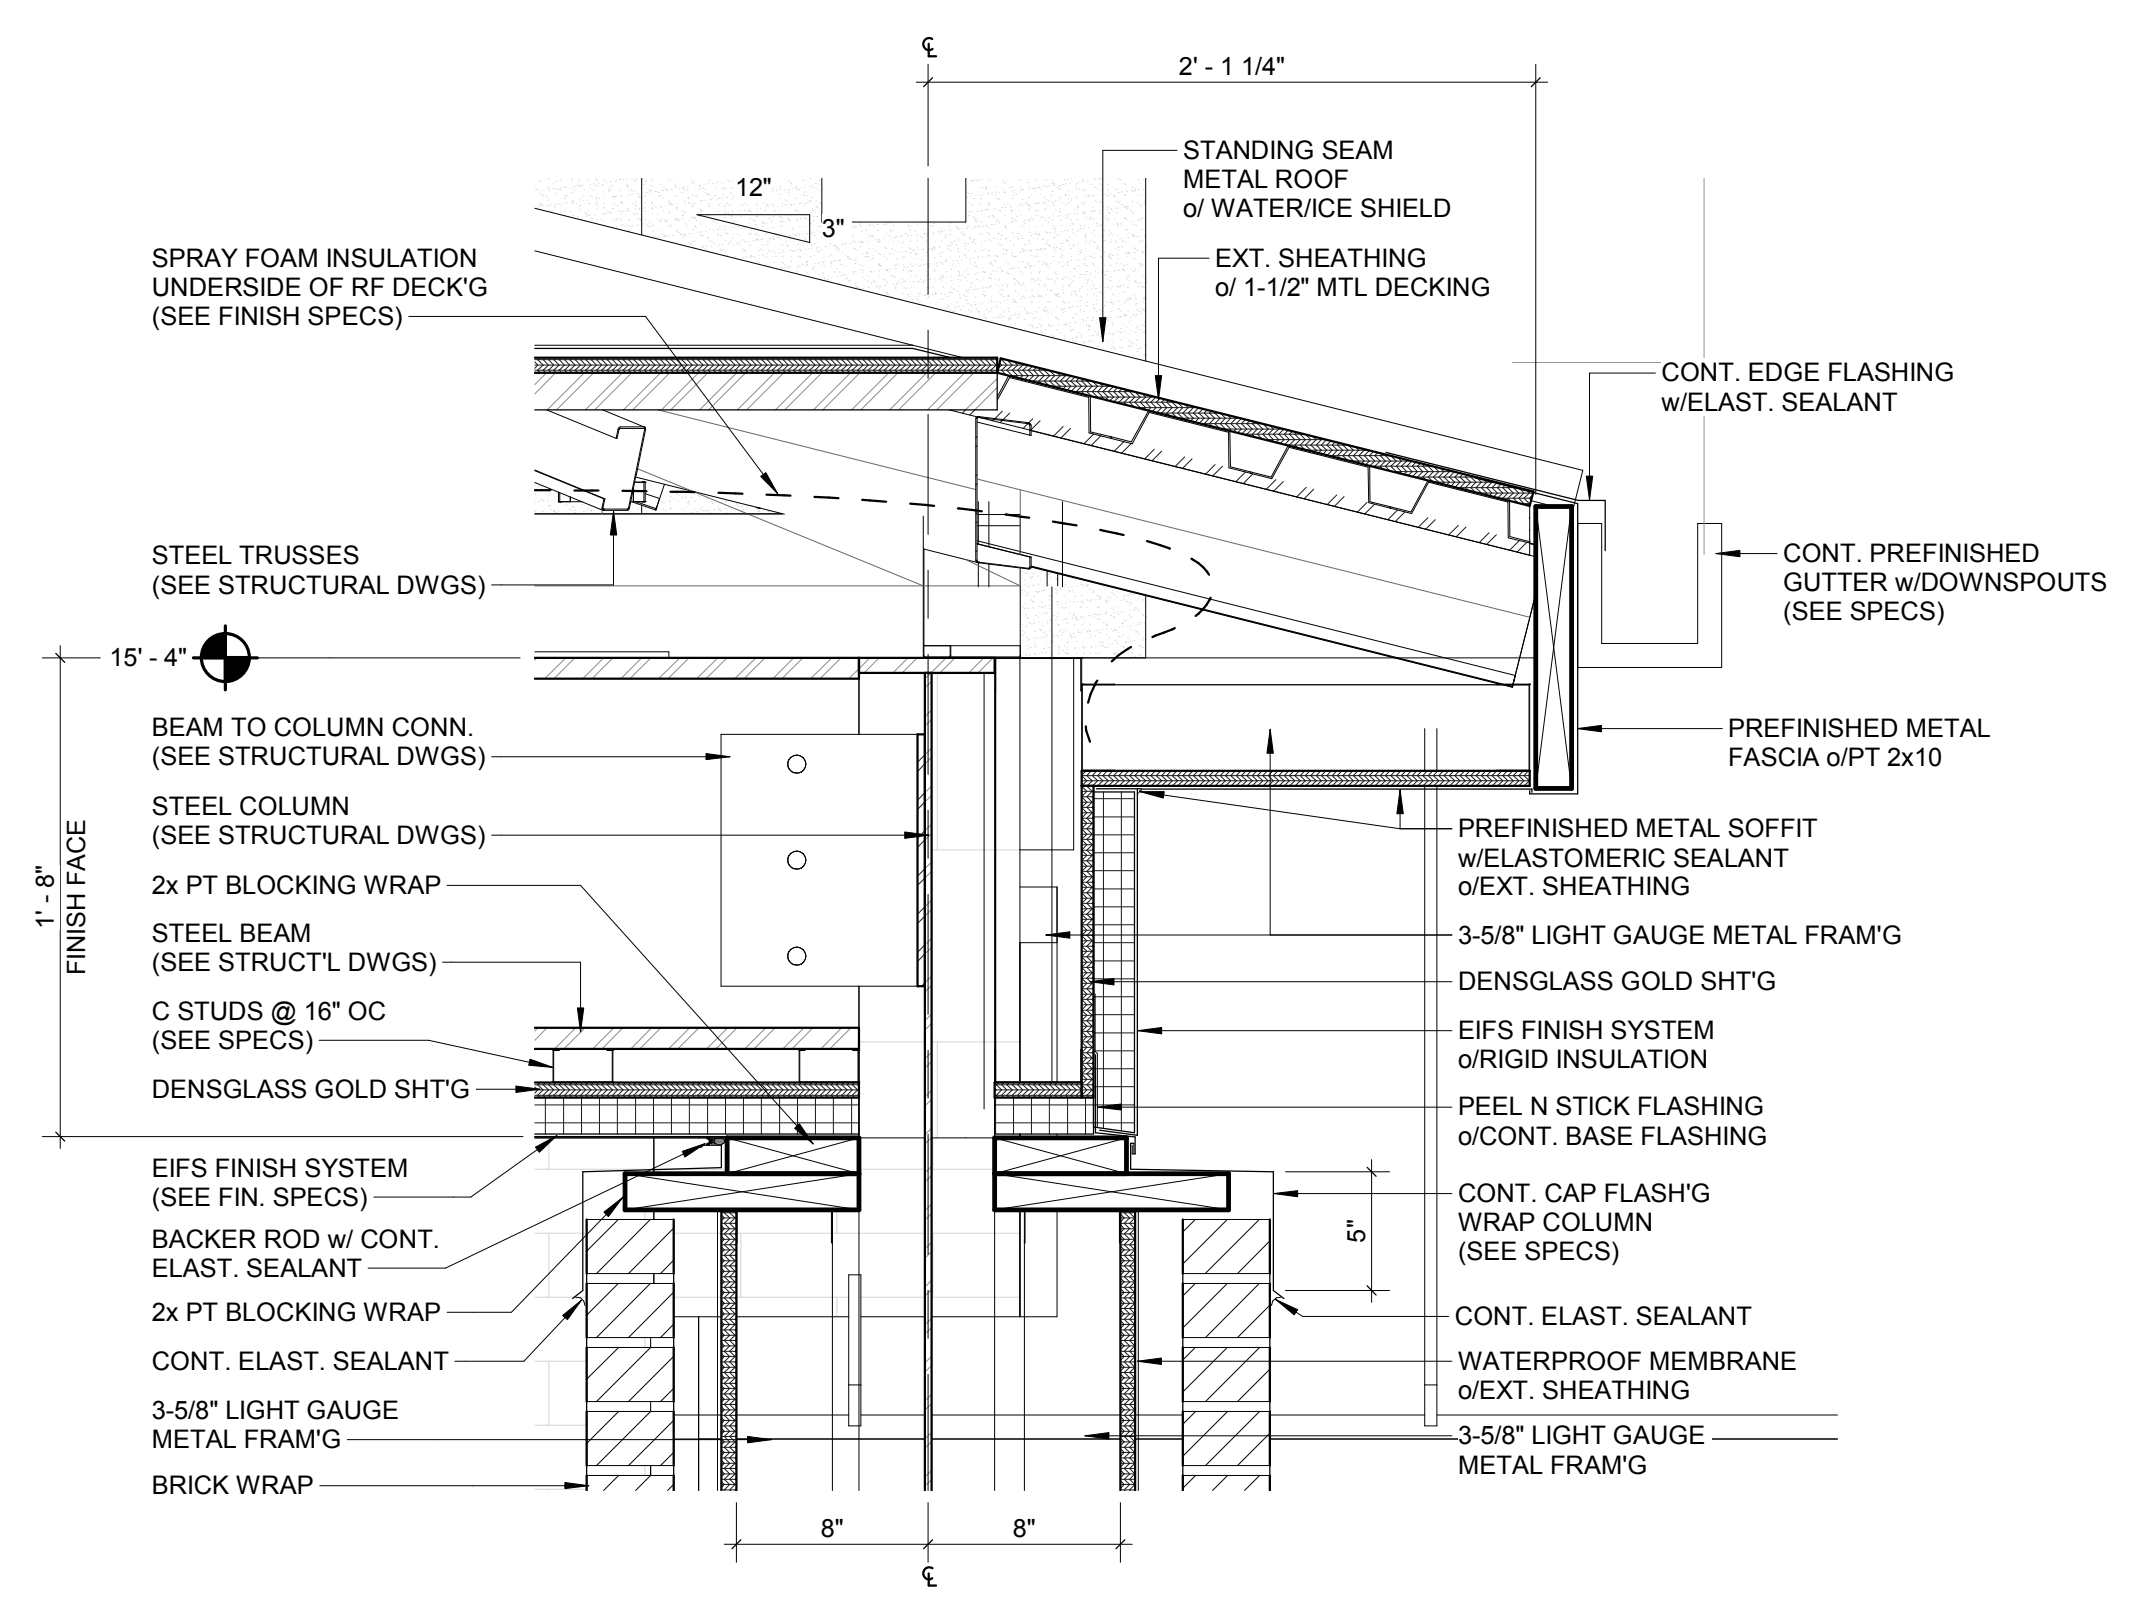 ℄
2' - 1 1/4"
STANDING SEAM
METAL ROOF
o/ WATER/ICE SHIELD
12"
3"
EXT. SHEATHING
o/ 1-1/2" MTL DECKING
SPRAY FOAM INSULATION
UNDERSIDE OF RF DECK'G
(SEE FINISH SPECS)
CONT. EDGE FLASHING
w/ELAST. SEALANT
STEEL TRUSSES
(SEE STRUCTURAL DWGS)
CONT. PREFINISHED
GUTTER w/DOWNSPOUTS
(SEE SPECS)
15' - 4"
BEAM TO COLUMN CONN.
(SEE STRUCTURAL DWGS)
PREFINISHED METAL
FASCIA o/PT 2x10
STEEL COLUMN
(SEE STRUCTURAL DWGS)
PREFINISHED METAL SOFFIT
w/ELASTOMERIC SEALANT
o/EXT. SHEATHING
1' - 8"
FINISH FACE
2x PT BLOCKING WRAP
STEEL BEAM
(SEE STRUCT'L DWGS)
3-5/8" LIGHT GAUGE METAL FRAM'G
DENSGLASS GOLD SHT'G
C STUDS @ 16" OC
(SEE SPECS)
EIFS FINISH SYSTEM
o/RIGID INSULATION
DENSGLASS GOLD SHT'G
PEEL N STICK FLASHING
o/CONT. BASE FLASHING
EIFS FINISH SYSTEM
(SEE FIN. SPECS)
CONT. CAP FLASH'G
WRAP COLUMN
(SEE SPECS)
5"
BACKER ROD w/ CONT.
ELAST. SEALANT
2x PT BLOCKING WRAP
CONT. ELAST. SEALANT
CONT. ELAST. SEALANT
WATERPROOF MEMBRANE
o/EXT. SHEATHING
3-5/8" LIGHT GAUGE
METAL FRAM'G
3-5/8" LIGHT GAUGE
METAL FRAM'G
BRICK WRAP
8"
8"
℄